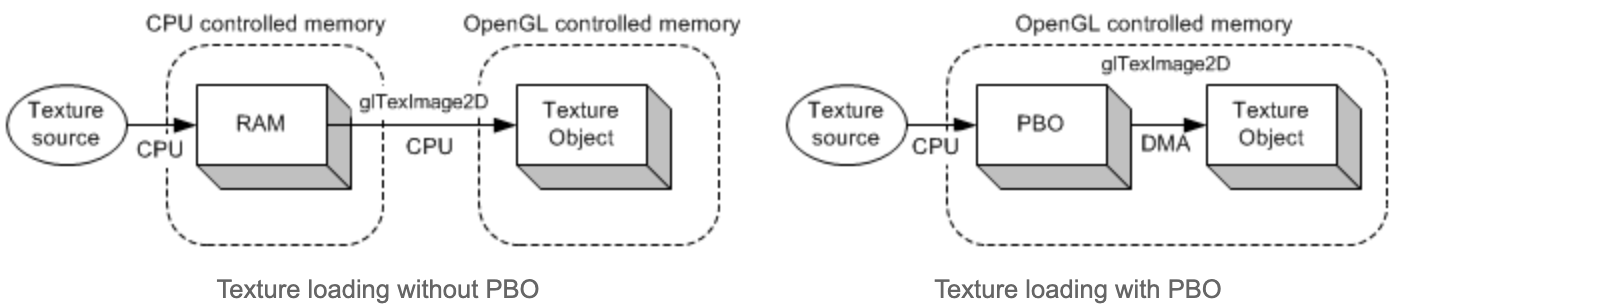 CPU controlled memory
OpenGL controlled memory
Texture
source
CPU
RAM
glTexImage2D
CPU
Texture
Object
Texture loading without PBO
OpenGL controlled memory
glTexImage2D
Texture
source
CPU
PBO
DMA
Texture
Object
Texture loading with PBO